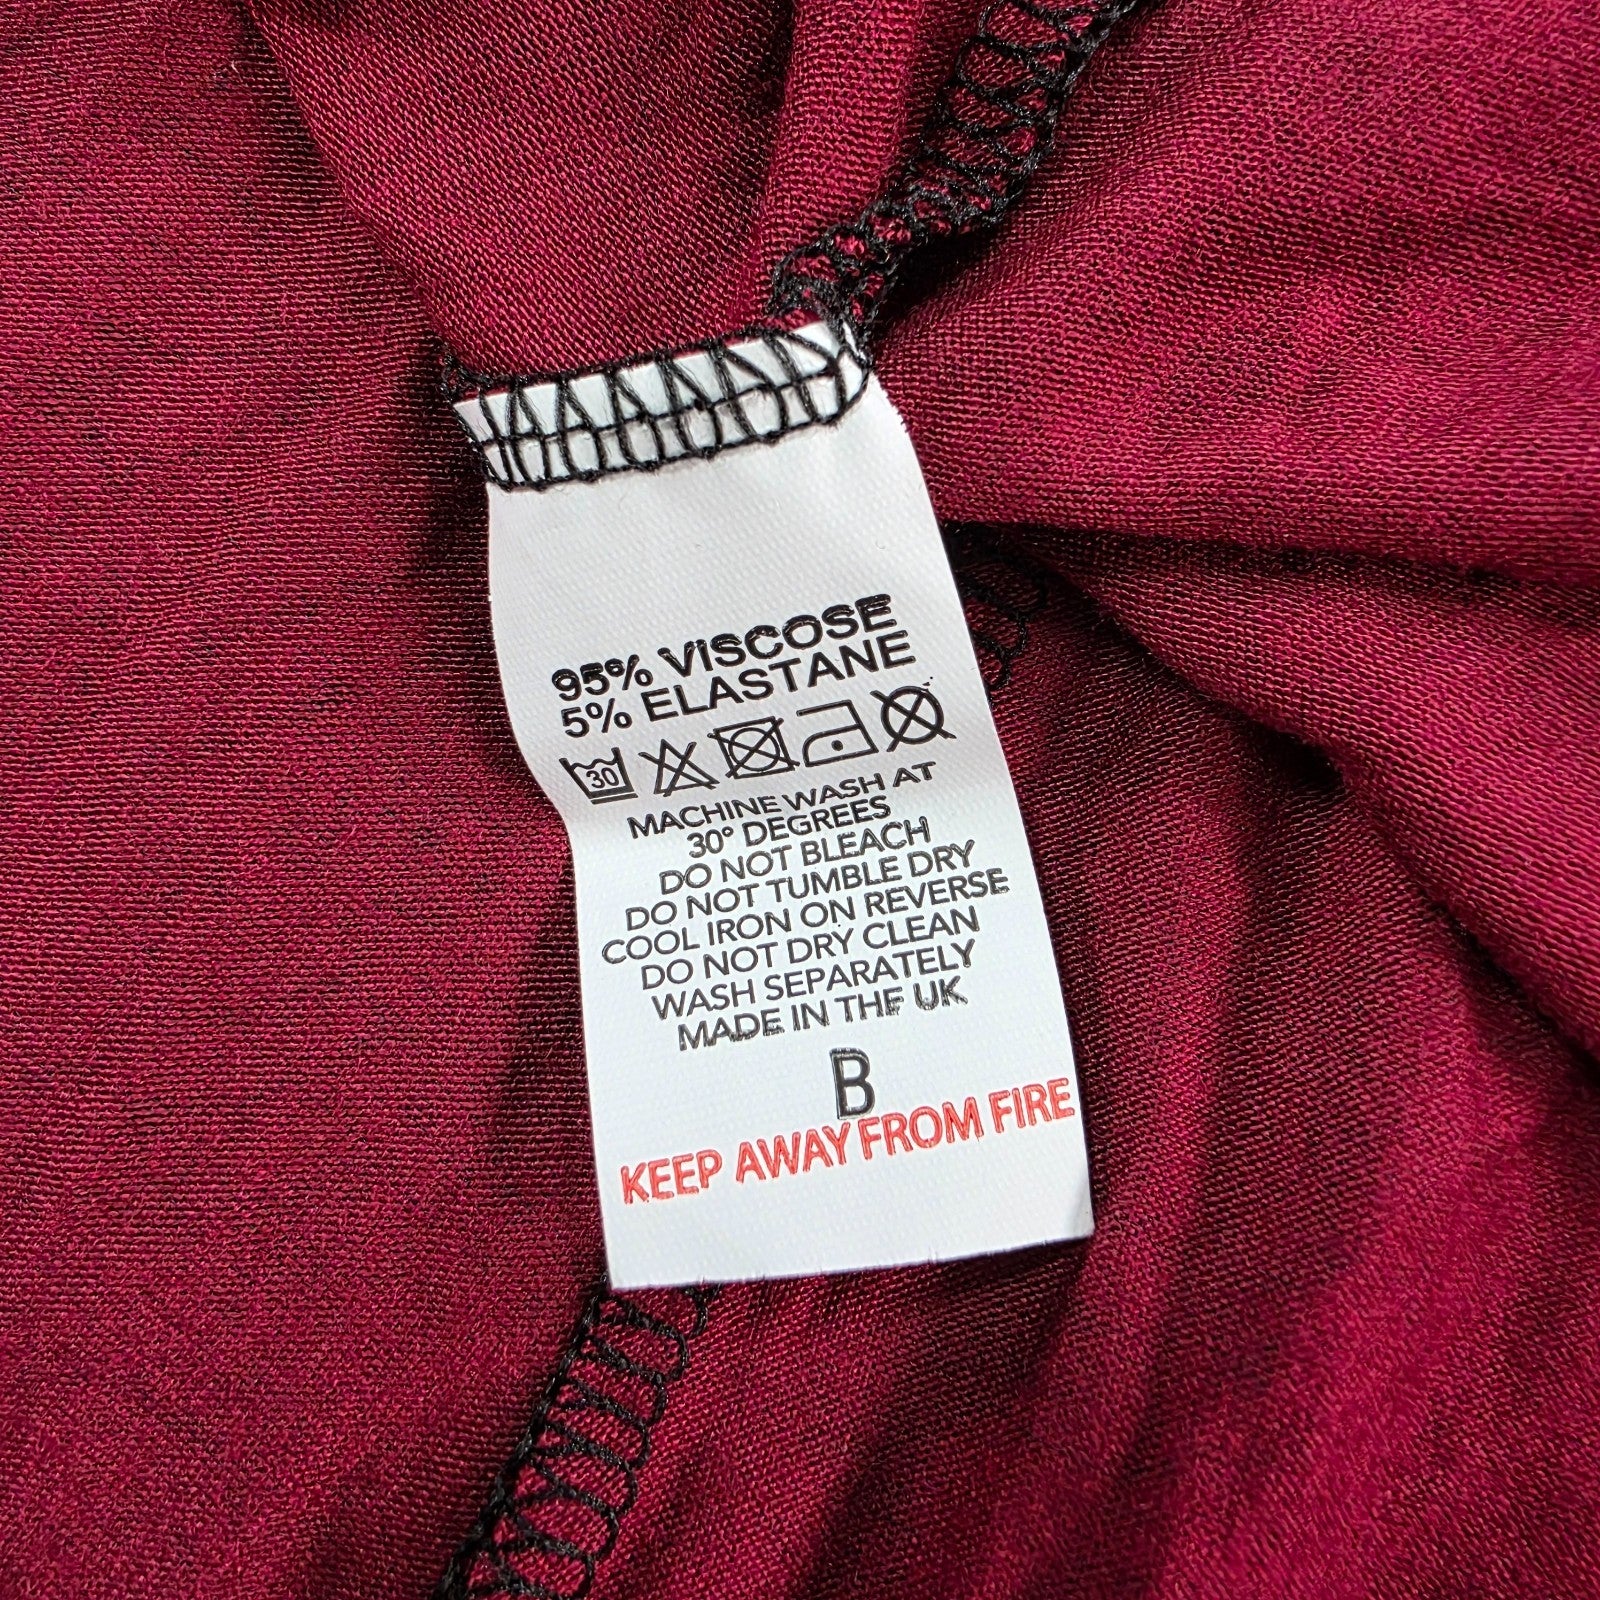 95% VISCOSE
5% ELASTANE
30
MACHINE WASH AT
30° DEGREES
DO NOT BLEACH
DO NOT TUMBLE DRY
COOL IRON ON REVERSE
DO NOT DRY CLEAN
WASH SEPARATELY
MADE IN THE UK
B
KEEP AWAY FROM FIRE